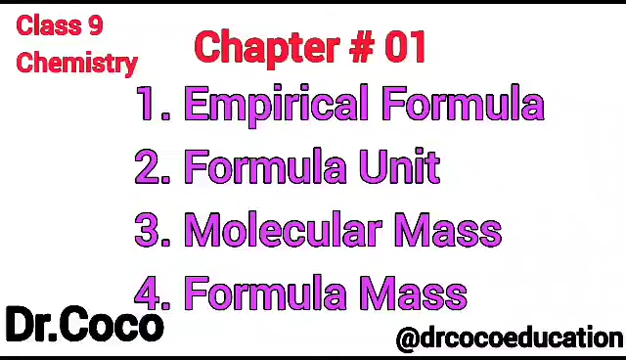 Class 9
Chemistry
Chapter # 01
1. Empirical Formula
2. Formula Unit
3. Molecular Mass
4. Formula Mass
Dr.Coco
@drcocoeducation